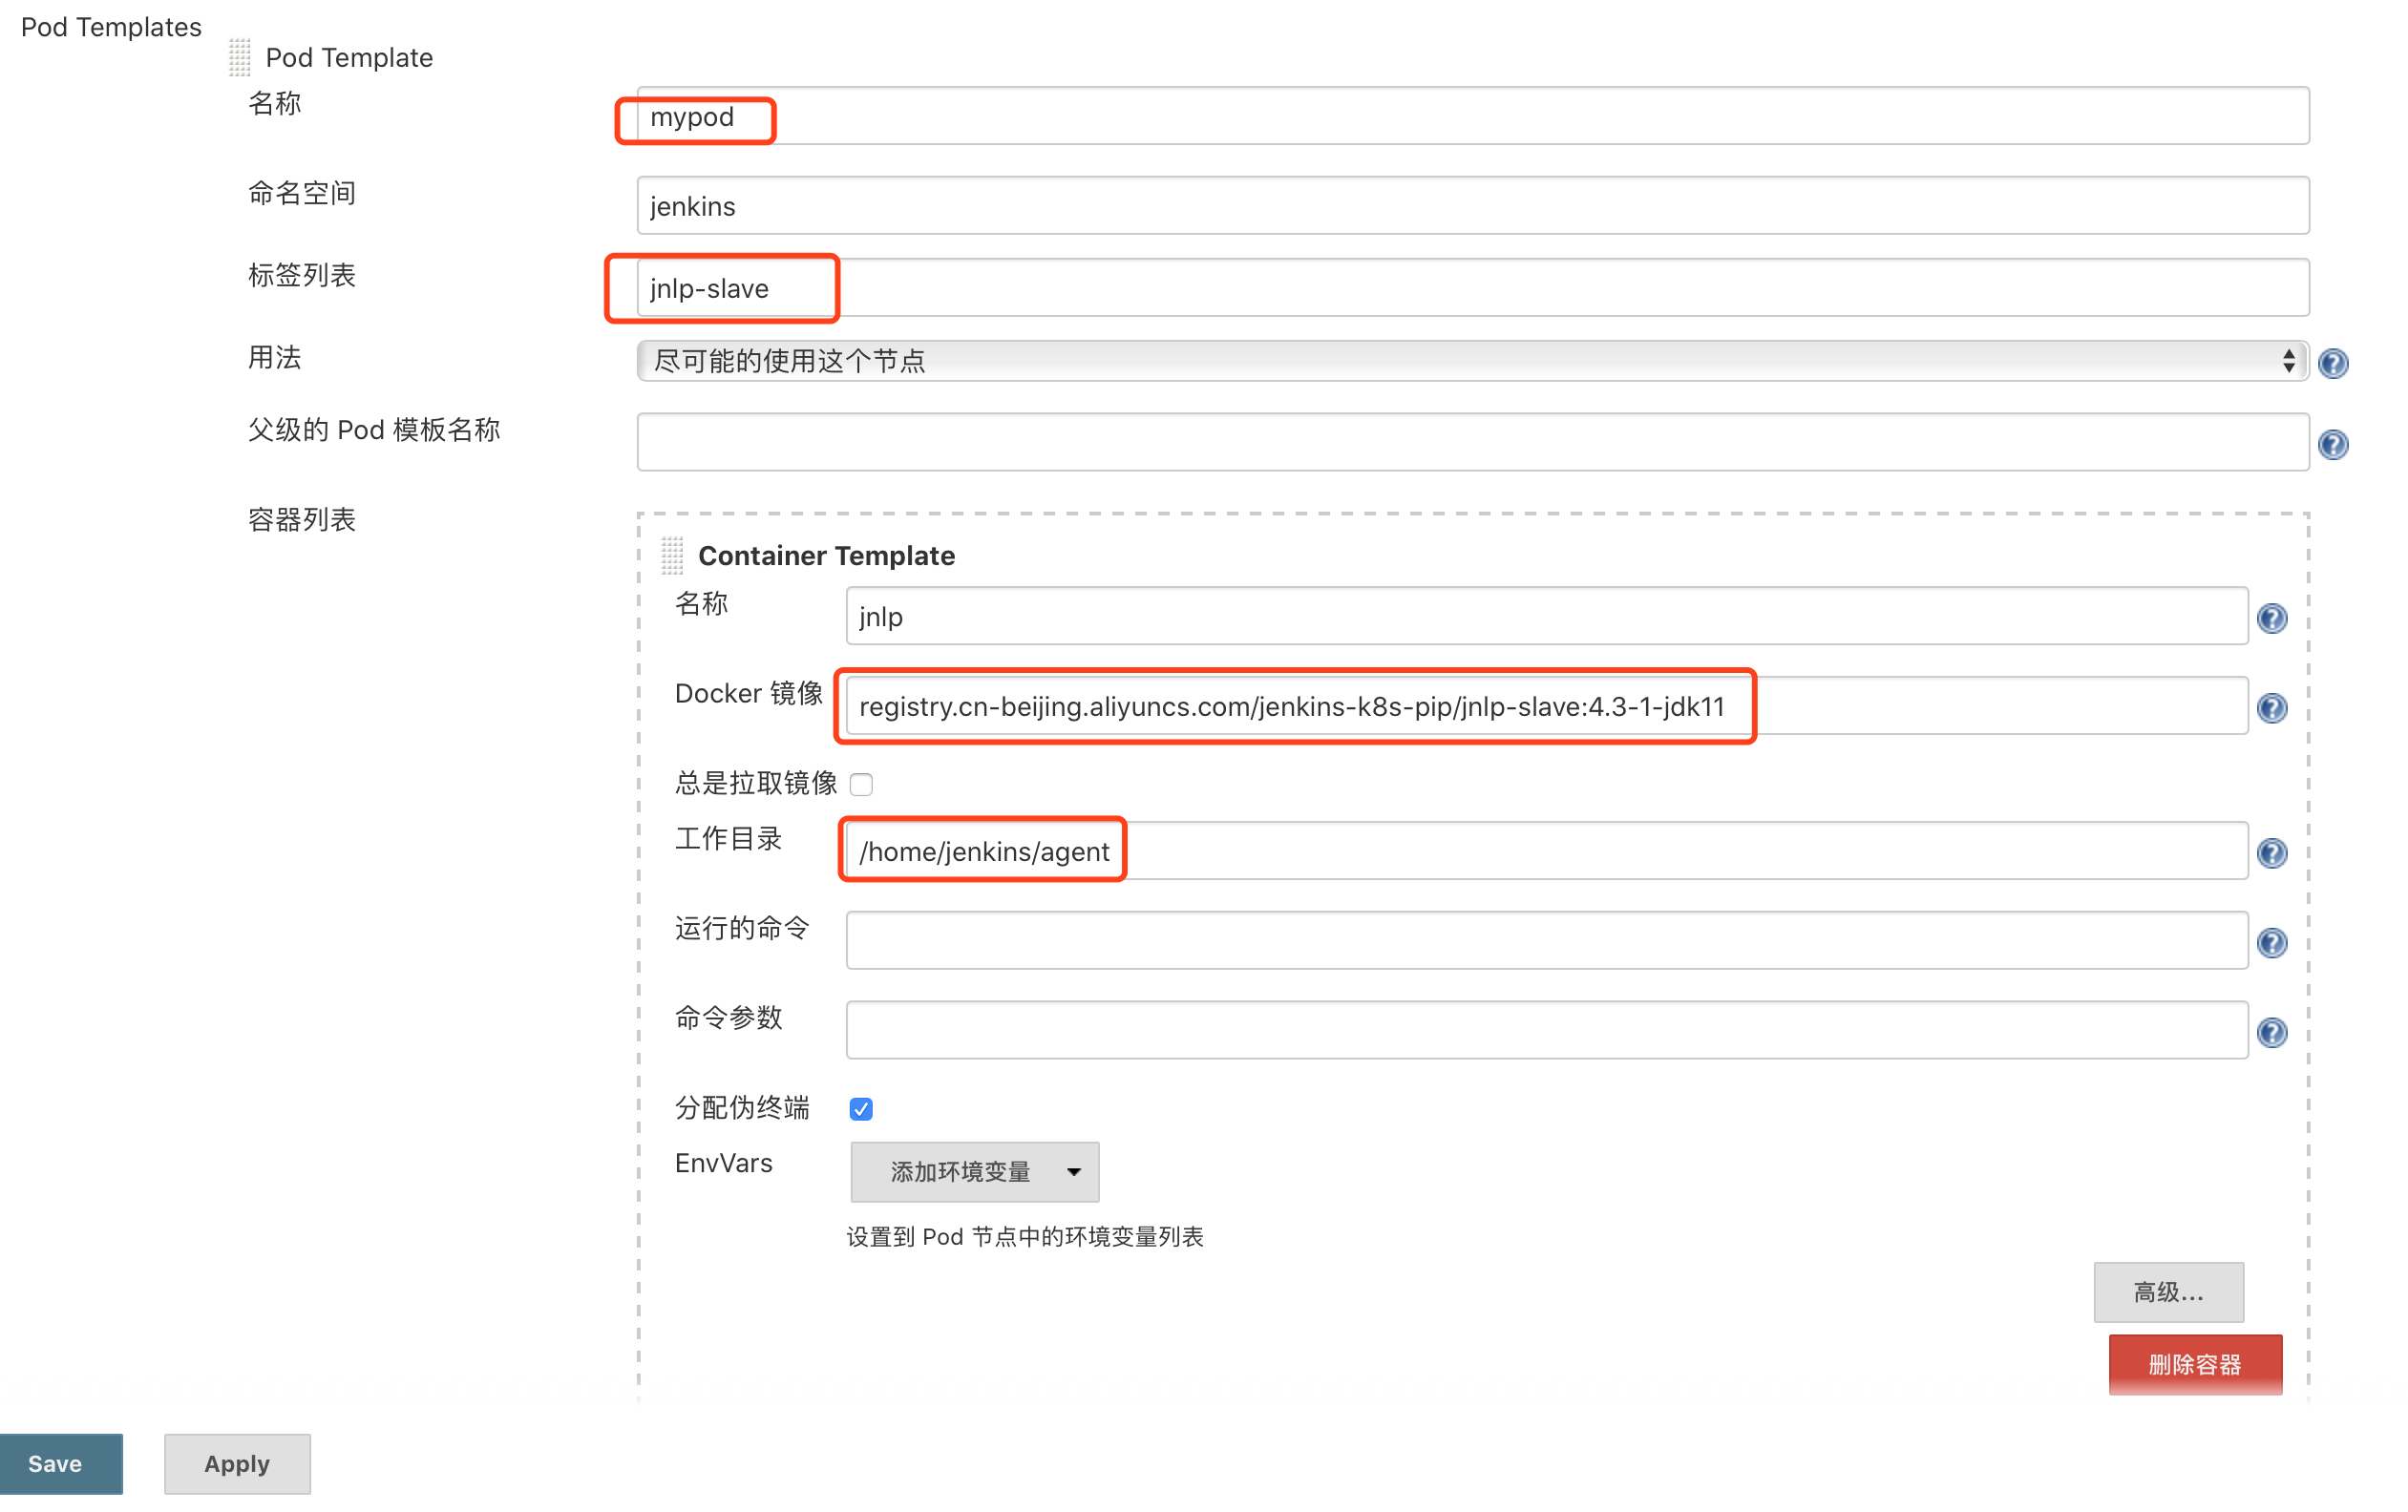 Pod Templates
Pod Template
名称
mypod
命名空间
jenkins
标签列表
jnlp-slave
用法
尽可能的使用这个节点
父级的 Pod 模板名称
容器列表
Container Template
名称
jnlp
Docker 镜像
registry.cn-beijing.aliyuncs.com/jenkins-k8s-pip/jnlp-slave:4.3-1-jdk11
总是拉取镜像
工作目录
/home/jenkins/agent
运行的命令
命令参数
分配伪终端
EnvVars
添加环境变量
设置到 Pod 节点中的环境变量列表
高级...
删除容器
Save
Apply